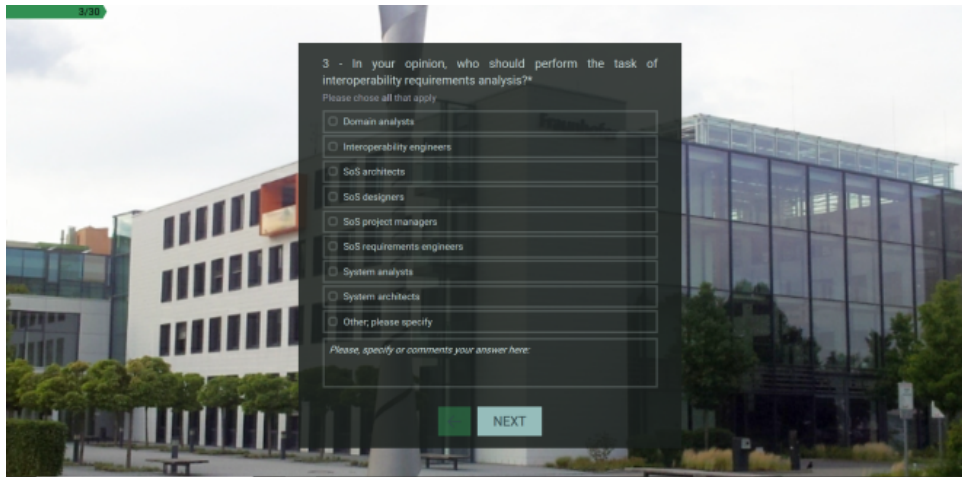 3/30
3 - In your opinion, who should perform the task of
interoperability requirements analysis?*
Please chose all that apply
Domain analysts
Interoperability engineers
SoS architects
SoS designers
SoS project managers
SoS requirements engineers
System analysts
System architects
Other; please specify
Please, specify or comments your answer here:
NEXT